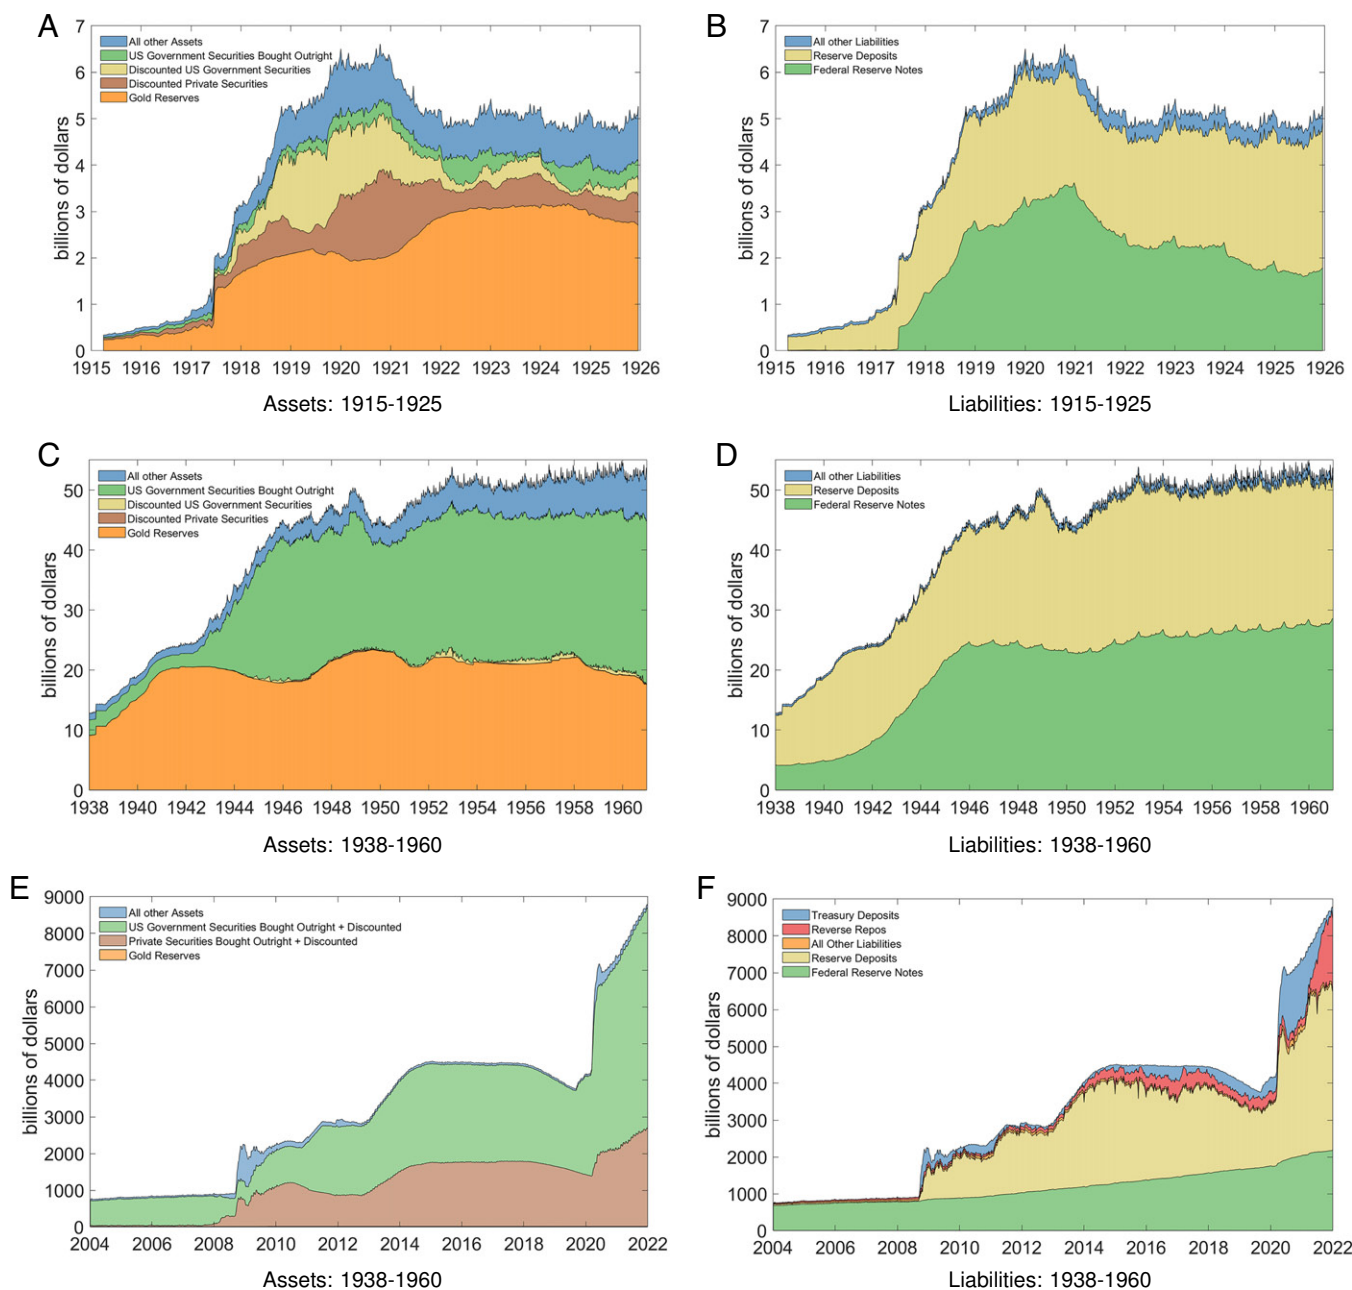 A
7
6
5
4
3
2
1
0
billions of dollars
All other Assets
US Government Securities Bought Outright
Discounted US Government Securities
Discounted Private Securities
Gold Reserves
1915 1916 1917 1918 1919 1920 1921 1922 1923 1924 1925 1926
Assets: 1915-1925
B
7
6
5
4
3
2
1
0
billions of dollars
All other Liabilities
Reserve Deposits
Federal Reserve Notes
1915 1916 1917 1918 1919 1920 1921 1922 1923 1924 1925 1926
Liabilities: 1915-1925
C
50
40
30
20
10
0
billions of dollars
All other Assets
US Government Securities Bought Outright
Discounted US Government Securities
Discounted Private Securities
Gold Reserves
1938 1940 1942 1944 1946 1948 1950 1952 1954 1956 1958 1960
Assets: 1938-1960
D
50
40
30
20
10
0
billions of dollars
All other Liabilities
Reserve Deposits
Federal Reserve Notes
1938 1940 1942 1944 1946 1948 1950 1952 1954 1956 1958 1960
Liabilities: 1938-1960
E
9000
8000
7000
6000
5000
4000
3000
2000
1000
0
billions of dollars
All other Assets
US Government Securities Bought Outright + Discounted
Private Securities Bought Outright + Discounted
Gold Reserves
2004 2006 2008 2010 2012 2014 2016 2018 2020 2022
Assets: 1938-1960
F
9000
8000
7000
6000
5000
4000
3000
2000
1000
0
billions of dollars
Treasury Deposits
Reverse Repos
All Other Liabilities
Reserve Deposits
Federal Reserve Notes
2004 2006 2008 2010 2012 2014 2016 2018 2020 2022
Liabilities: 1938-1960